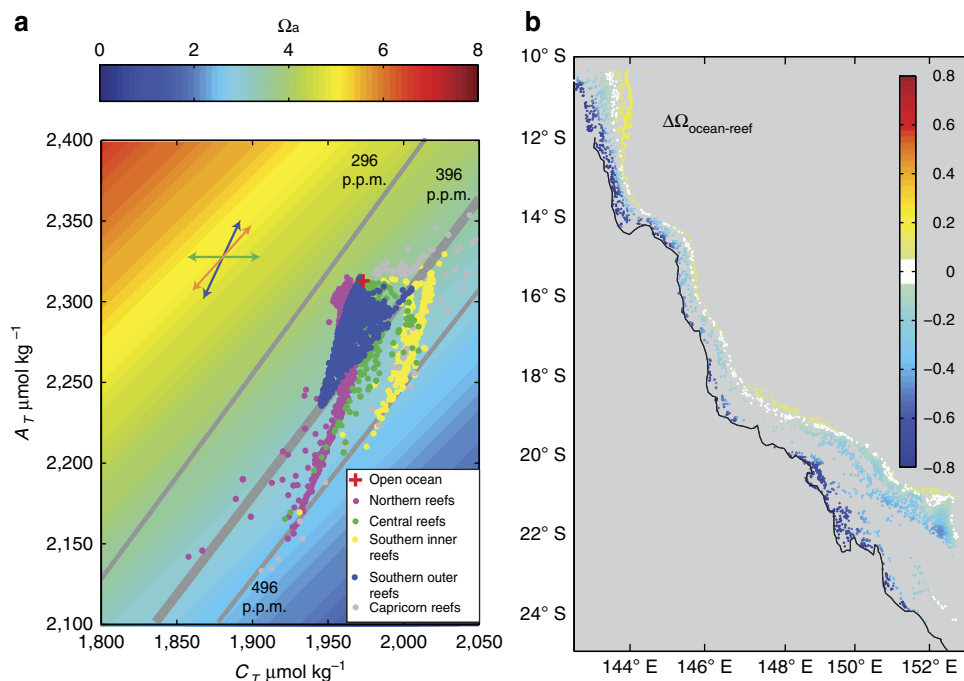 a
Ωa
0 2 4 6 8
2,400
2,350
2,300
2,250
2,200
2,150
2,100
A_T μmol kg⁻¹
296
p.p.m.
396
p.p.m.
496
p.p.m.
Open ocean
Northern reefs
Central reefs
Southern inner
reefs
Southern outer
reefs
Capricorn reefs
1,800 1,850 1,900 1,950 2,000 2,050
C_T μmol kg⁻¹
b
10° S
12° S
14° S
16° S
18° S
20° S
22° S
24° S
ΔΩocean-reef
0.8
0.6
0.4
0.2
0
−0.2
−0.4
−0.6
−0.8
144° E 146° E 148° E 150° E 152° E